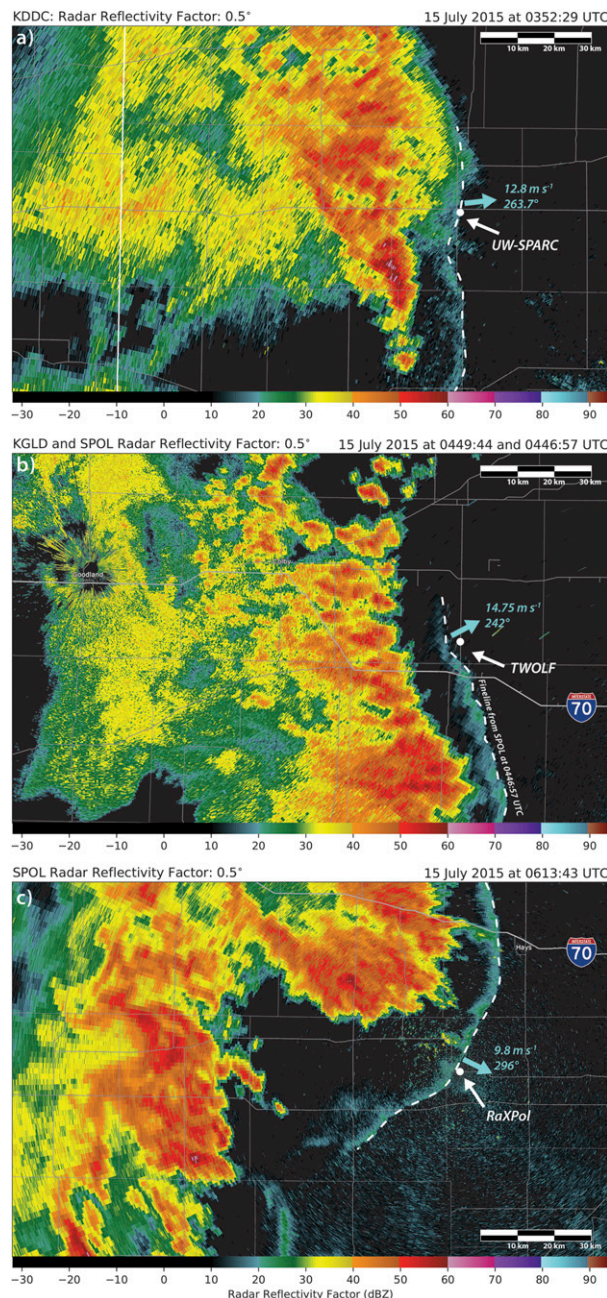 KDDC: Radar Reflectivity Factor: 0.5° 15 July 2015 at 0352:29 UTC
a)
10 km 20 km 30 km
12.8 m s⁻¹
263.7°
UW-SPARC
−30 −20 −10 0 10 20 30 40 50 60 70 80 90
KGLD and SPOL Radar Reflectivity Factor: 0.5° 15 July 2015 at 0449:44 and 0446:57 UTC
b)
10 km 20 km 30 km
Goodland
14.75 m s⁻¹
242°
TWOLF
Fineline from SPOL at 0446:57 UTC
INTERSTATE
70
−30 −20 −10 0 10 20 30 40 50 60 70 80 90
SPOL Radar Reflectivity Factor: 0.5° 15 July 2015 at 0613:43 UTC
c)
Hays
INTERSTATE
70
9.8 m s⁻¹
296°
RaXPol
10 km 20 km 30 km
−30 −20 −10 0 10 20 30 40 50 60 70 80 90
Radar Reflectivity Factor (dBZ)